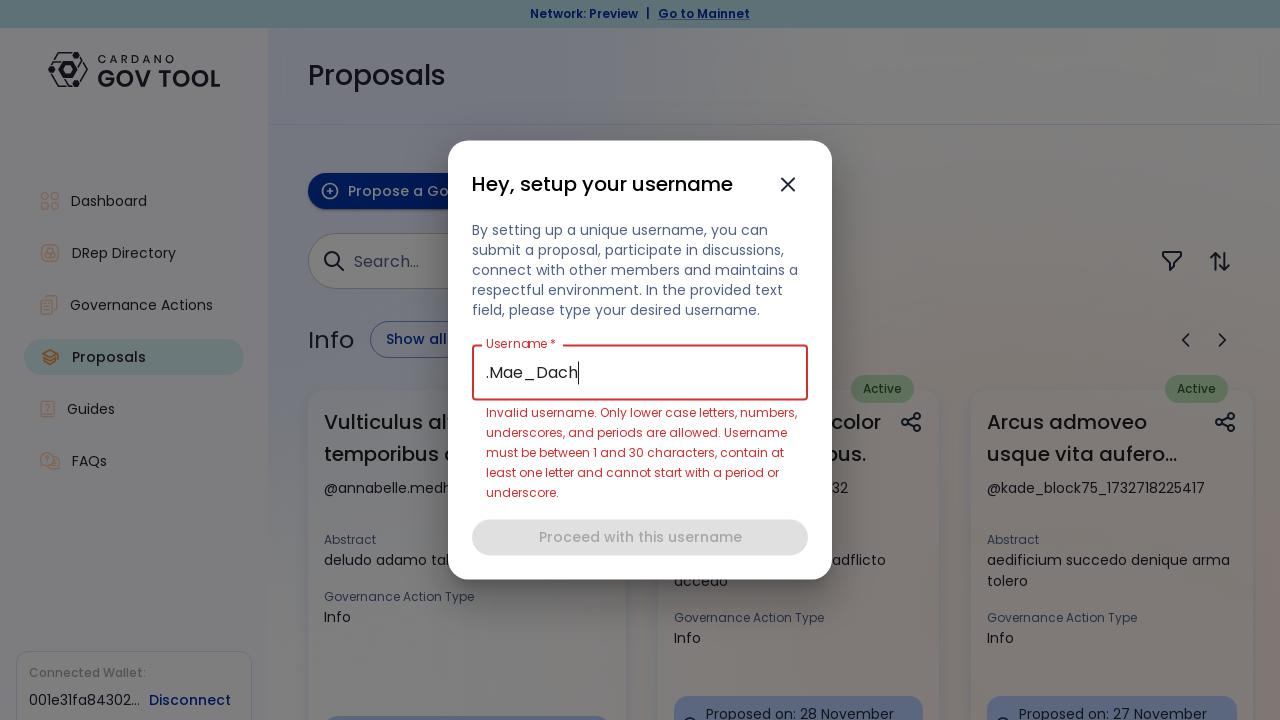 Network: Preview | Go to Mainnet
CARDANO
GOV TOOL
Proposals
Dashboard
DRep Directory
Governance Actions
Proposals
Guides
FAQs
Connected Wallet:
001e31fa84302... Disconnect
Propose a Go
Search...
Info
Show all
Hey, setup your username
By setting up a unique username, you can
submit a proposal, participate in discussions,
connect with other members and maintains a
respectful environment. In the provided text
field, please type your desired username.
Username *
.Mae_Dach
Invalid username. Only lower case letters, numbers,
underscores, and periods are allowed. Username
must be between 1 and 30 characters, contain at
least one letter and cannot start with a period or
underscore.
Proceed with this username
Vulticulus
temporibus
@annabelle.medh
Abstract
deludo adamo
Governance Action Type
Info
Active
color
bus.
32
adflicto
accedo
Governance Action Type
Info
Proposed on: 28 November
Active
Arcus admoveo
usque vita aufero...
@kade_block75_1732718225417
Abstract
aedificium succedo denique arma
tolero
Governance Action Type
Info
Proposed on: 27 November